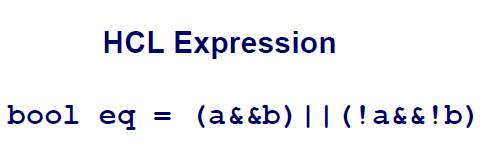 HCL Expression
bool eq = (a&&b)||(!a&&!b)